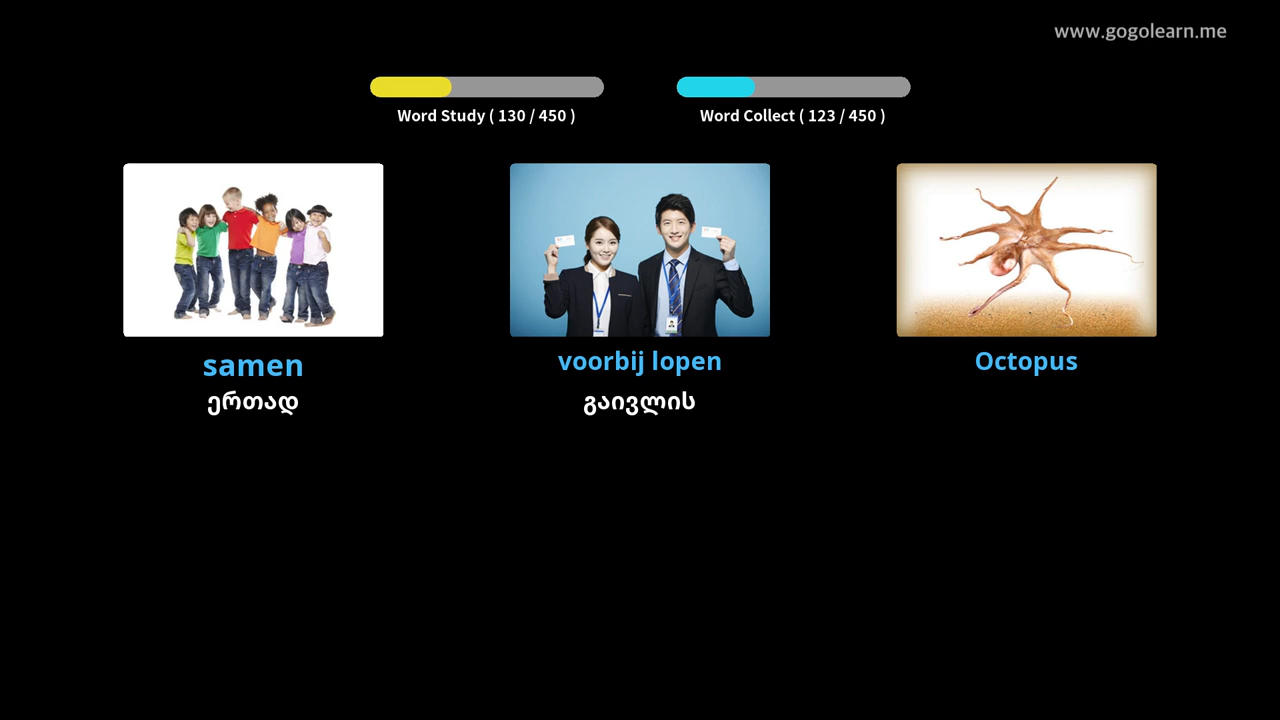 www.gogolearn.me
Word Study ( 130 / 450 )
Word Collect ( 123 / 450 )
samen
ერთად
voorbij lopen
გაივლის
Octopus